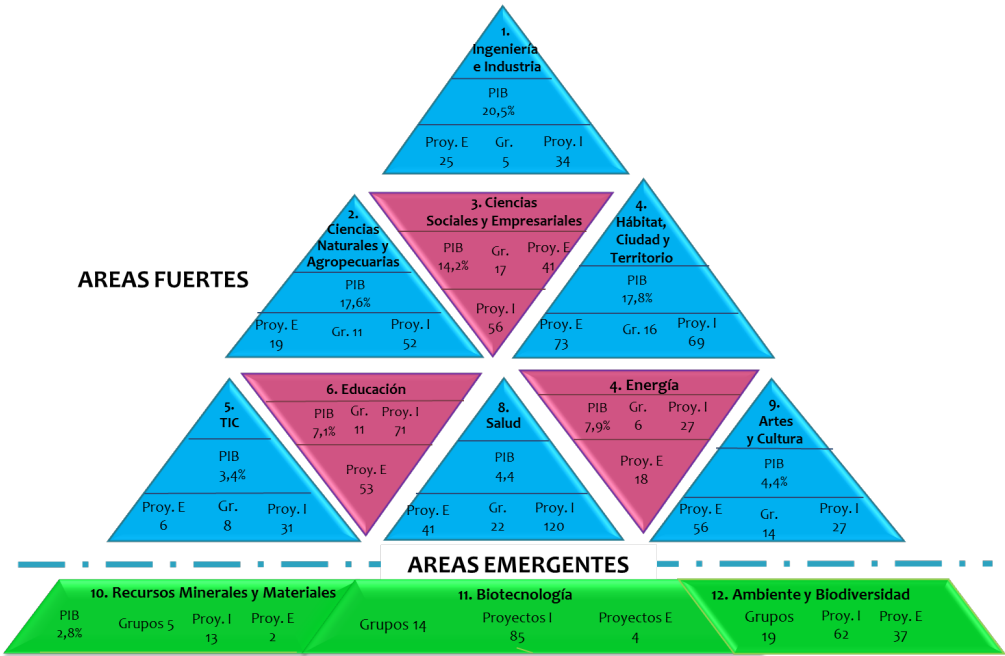 1.
Ingeniería
e Industria
PIB
20,5%
Proy. E Gr. Proy. I
25 5 34
AREAS FUERTES
2.
Ciencias
Naturales y
Agropecuarias
PIB
17,6%
Proy. E Gr. 11 Proy. I
19 52
3. Ciencias
Sociales y Empresariales
PIB Gr. Proy. E
14,2% 17 41
Proy. I
56
4.
Hábitat,
Ciudad y
Territorio
PIB
17,8%
Proy. E Gr. 16 Proy. I
73 69
5.
TIC
PIB
3,4%
Proy. E Gr. Proy. I
6 8 31
6. Educación
PIB Gr. Proy. I
7,1% 11 71
Proy. E
53
8.
Salud
PIB
4,4
Proy. E Gr. Proy. I
41 22 120
4. Energía
PIB Gr. Proy. I
7,9% 6 27
Proy. E
18
9.
Artes
y Cultura
PIB
4,4%
Proy. E Gr. Proy. I
56 14 27
AREAS EMERGENTES
10. Recursos Minerales y Materiales
PIB Grupos 5 Proy. I Proy. E
2,8% 13 2
11. Biotecnología
Grupos 14 Proyectos I Proyectos E
85 4
12. Ambiente y Biodiversidad
Grupos Proy. I Proy. E
19 62 37